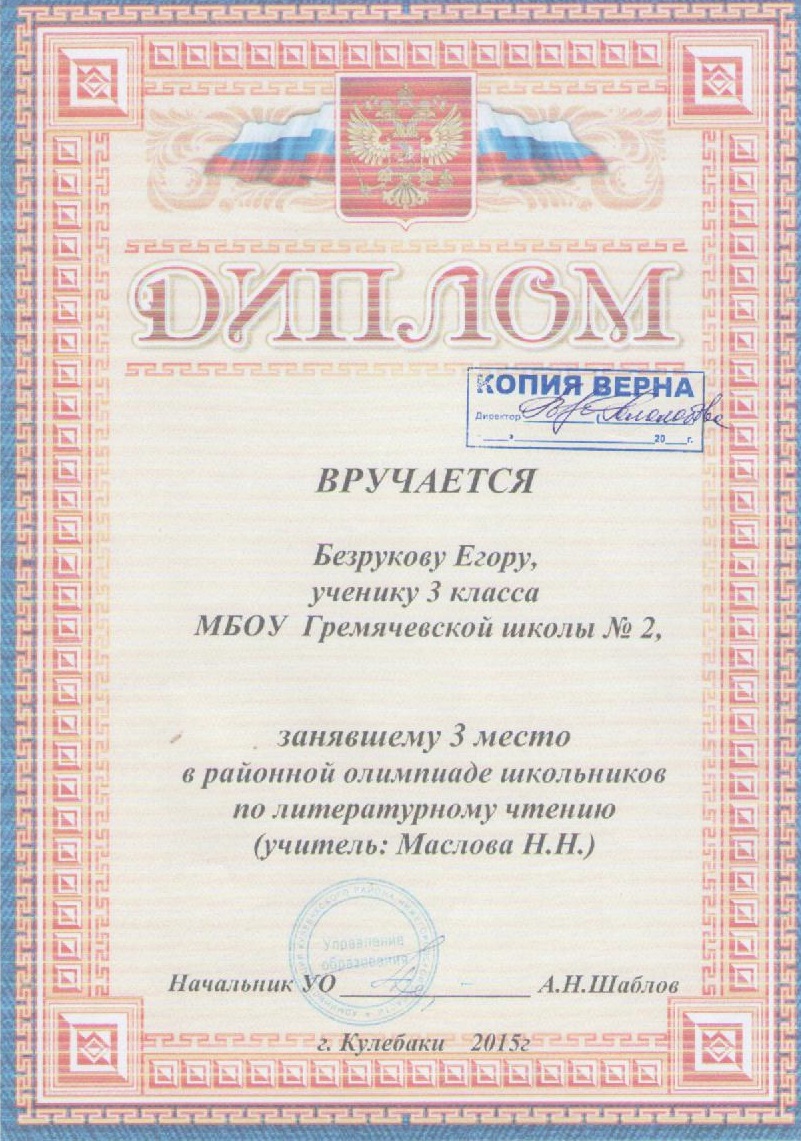 ДИПЛОМ
КОПИЯ ВЕРНА
Директор
20 г.
ВРУЧАЕТСЯ
Безрукову Егору,
ученику 3 класса
МБОУ Гремячевской школы № 2,
занявшему 3 место
в районной олимпиаде школьников
по литературному чтению
(учитель: Маслова Н.Н.)
Управление
образования
Начальник УО А.Н.Шаблов
г. Кулебаки 2015г